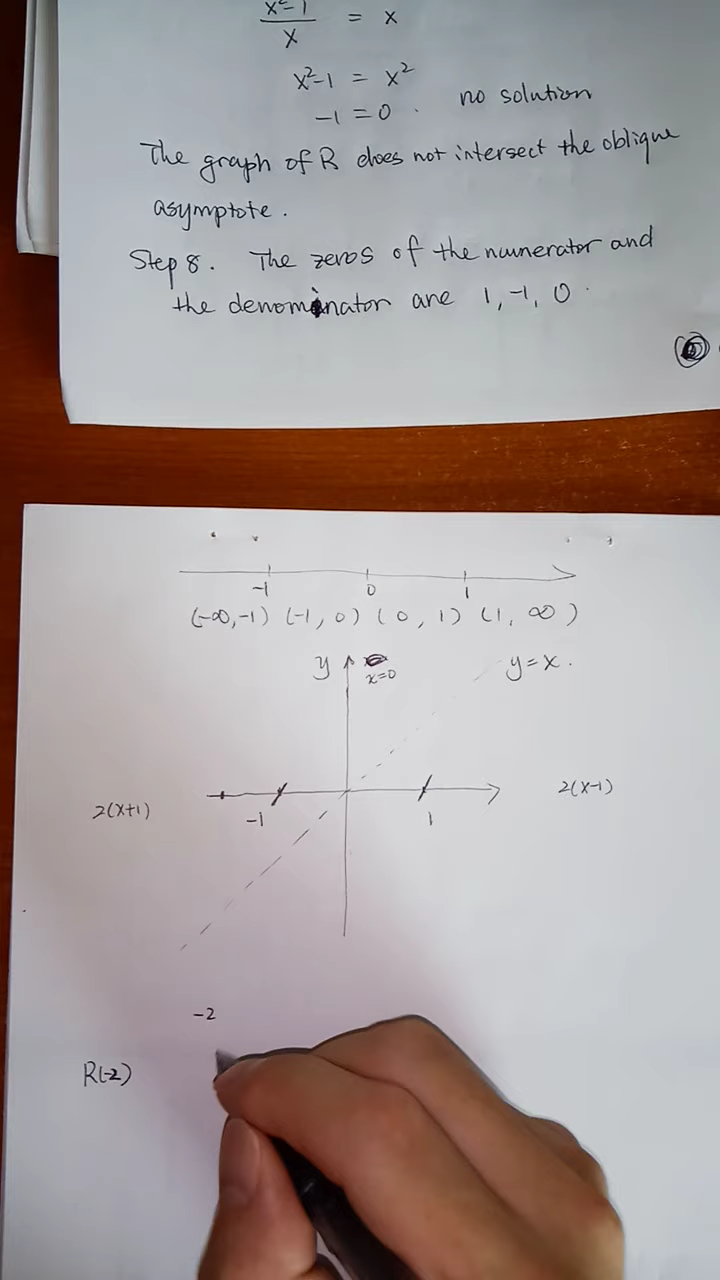 x²-1
― = x
x
x²-1 = x²
-1 = 0 . no solution
The graph of R does not intersect the oblique
asymptote.
Step 8. The zeros of the numerator and
the denominator are 1, -1, 0.
-1 0 1
(-∞, -1) (-1, 0) (0, 1) (1, ∞)
y x=0 y=x.
2(x+1) 2(x-1)
-1 1
-2
R(-2)